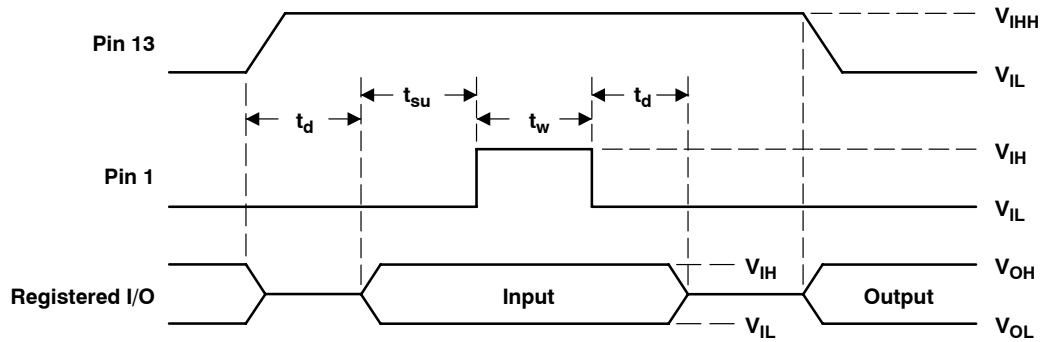 Pin 13
V_IHH
V_IL
t_d
t_su
t_w
t_d
Pin 1
V_IH
V_IL
Registered I/O
Input
V_IH
V_IL
Output
V_OH
V_OL